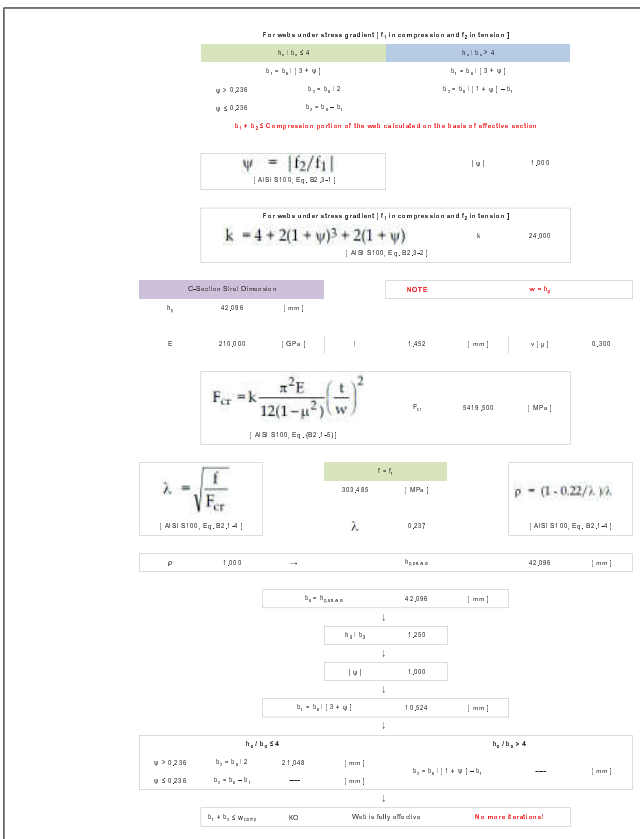 For webs under stress gradient [ f1 in compression and f2 in tension ]
h0 / b0 ≤ 4 h0 / b0 > 4
b1 = be / [ 3 + ψ ] b1 = be / [ 3 + ψ ]
ψ > 0,236 b2 = be / 2 b2 = be / [ 1 + ψ ] – b1
ψ ≤ 0,236 b2 = be – b1
b1 + b2 ≤ Compression portion of the web calculated on the basis of effective section
ψ = |f2/f1| | ψ | 1,000
[ AISI S100, Eq. B2.3-1 ]
For webs under stress gradient [ f1 in compression and f2 in tension ]
k = 4 + 2(1 + ψ)³ + 2(1 + ψ) k 24,000
[ AISI S100, Eq. B2.3-2 ]
C-Section Strut Dimension NOTE w = hp
hp 42,096 [ mm ]
E 210,000 [ GPa ] t 1,452 [ mm ] ν [ μ ] 0,300
Fcr = k π²E / 12(1−μ²) (t / w)² Fcr 5419,500 [ MPa ]
[ AISI S100, Eq. (B2.1-5) ]
f = f1
λ = √(f / Fcr) 303,485 [ MPa ] ρ = (1 - 0.22/λ )/λ
λ 0,237
[ AISI S100, Eq. B2.1-4 ] [ AISI S100, Eq. B2.1-4 ]
ρ 1,000 → 42,096 [ mm ]
42,096 [ mm ]
↓
h0 / b0 1,250
↓
| ψ | 1,000
↓
b1 = be / [ 3 + ψ ] 10,524 [ mm ]
↓
h0 / b0 ≤ 4 h0 / b0 > 4
ψ > 0,236 b2 = be / 2 21,048 [ mm ]
b2 = be / [ 1 + ψ ] – b1 ---- [ mm ]
ψ ≤ 0,236 b2 = be – b1 ---- [ mm ]
↓
b1 + b2 ≤ wcomp KO Web is fully effective No more iterations!